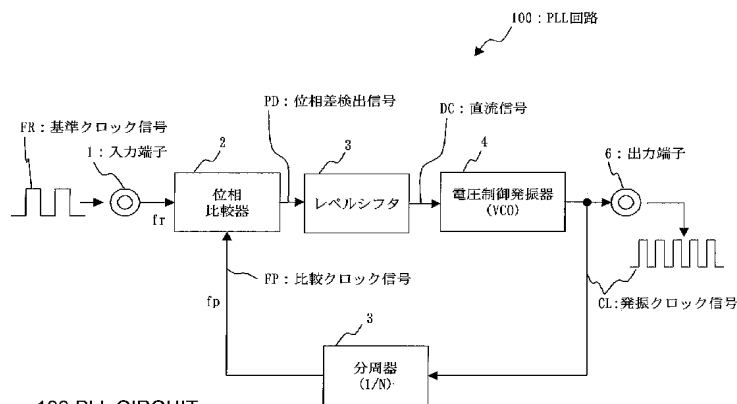 100：PLL回路
PD：位相差検出信号
DC：直流信号
FR：基準クロック信号
1：入力端子
2
3
4
6：出力端子
位相
比較器
レベルシフタ
電圧制御発振器
(VCO)
fr
FP：比較クロック信号
fp
CL:発振クロック信号
3
分周器
(1/N)
100 PLL CIRCUIT